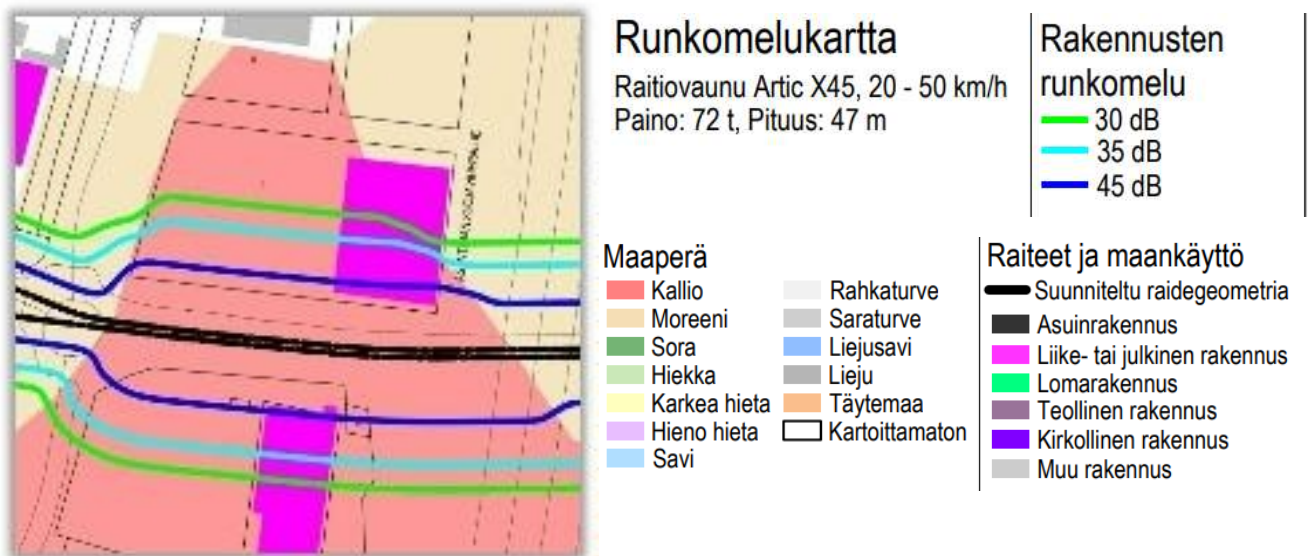 Runkomelukartta
Raitiovaunu Artic X45, 20 - 50 km/h
Paino: 72 t, Pituus: 47 m
Rakennusten
runkomelu
30 dB
35 dB
45 dB
Maaperä
Kallio
Moreeni
Sora
Hiekka
Karkea hieta
Hieno hieta
Savi
Rahkaturve
Saraturve
Liejusavi
Lieju
Täytemaa
Kartoittamaton
Raiteet ja maankäyttö
Suunniteltu raidegeometria
Asuinrakennus
Liike- tai julkinen rakennus
Lomarakennus
Teollinen rakennus
Kirkollinen rakennus
Muu rakennus